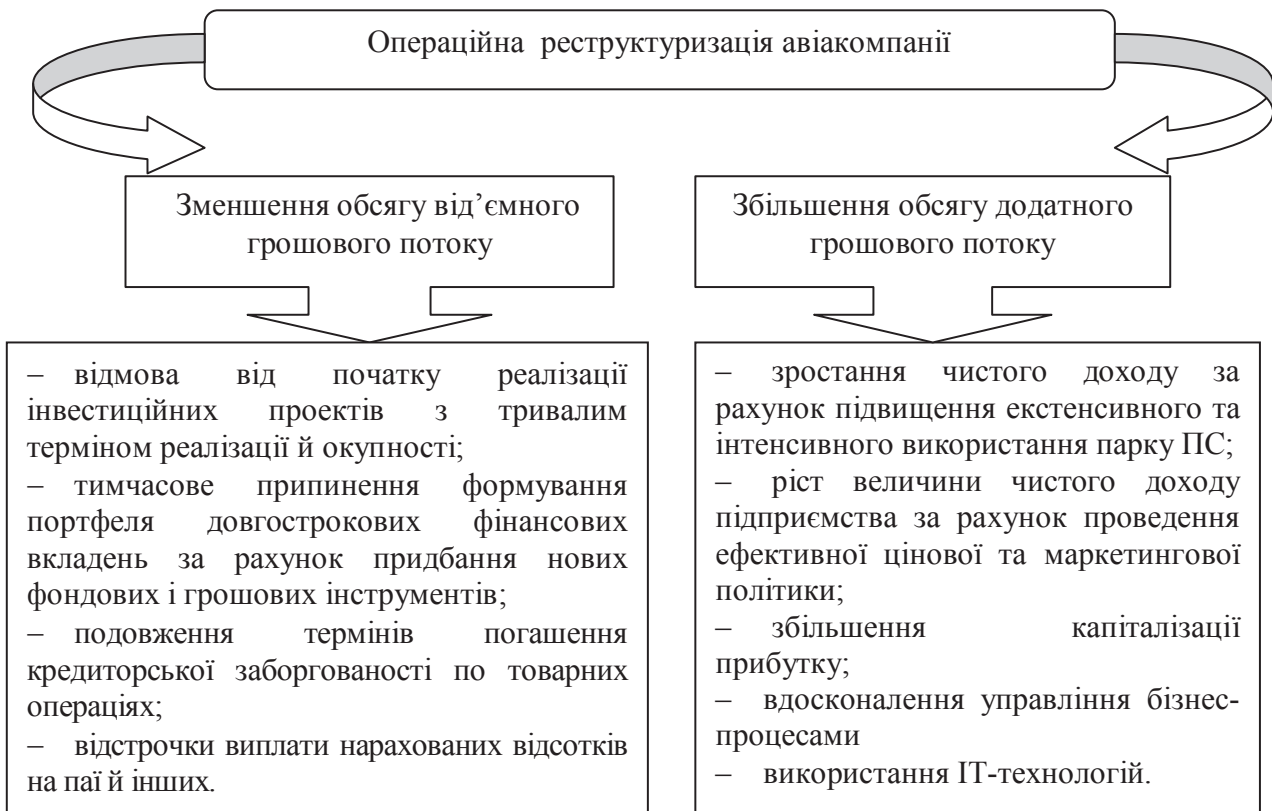 Операційна реструктуризація авіакомпанії
Зменшення обсягу від’ємного
грошового потоку
– відмова від початку реалізації
інвестиційних проектів з тривалим
терміном реалізації й окупності;
– тимчасове припинення формування
портфеля довгострокових фінансових
вкладень за рахунок придбання нових
фондових і грошових інструментів;
– подовження термінів погашення
кредиторської заборгованості по товарних
операціях;
– відстрочки виплати нарахованих відсотків
на паї й інших.
Збільшення обсягу додатного
грошового потоку
– зростання чистого доходу за
рахунок підвищення екстенсивного та
інтенсивного використання парку ПС;
– ріст величини чистого доходу
підприємства за рахунок проведення
ефективної цінової та маркетингової
політики;
– збільшення капіталізації
прибутку;
– вдосконалення управління бізнес-
процесами
– використання ІТ-технологій.